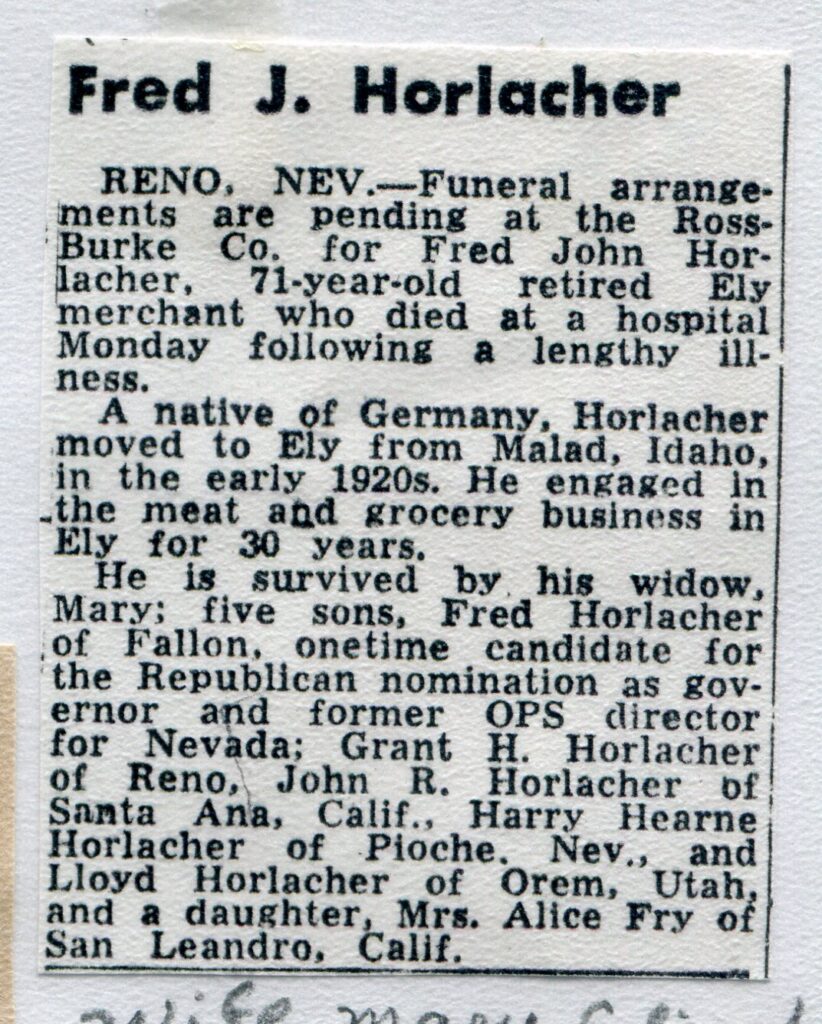 Fred J. Horlacher
RENO, NEV.—Funeral arrange-
ments are pending at the Ross-
Burke Co. for Fred John Hor-
lacher, 71-year-old retired Ely
merchant who died at a hospital
Monday following a lengthy ill-
ness.
A native of Germany, Horlacher
moved to Ely from Malad, Idaho,
in the early 1920s. He engaged in
the meat and grocery business in
Ely for 30 years.
He is survived by his widow,
Mary; five sons, Fred Horlacher
of Fallon, onetime candidate for
the Republican nomination as gov-
ernor and former OPS director
for Nevada; Grant H. Horlacher
of Reno, John R. Horlacher of
Santa Ana, Calif., Harry Hearne
Horlacher of Pioche. Nev., and
Lloyd Horlacher of Orem, Utah,
and a daughter, Mrs. Alice Fry of
San Leandro, Calif.
Wife Mary